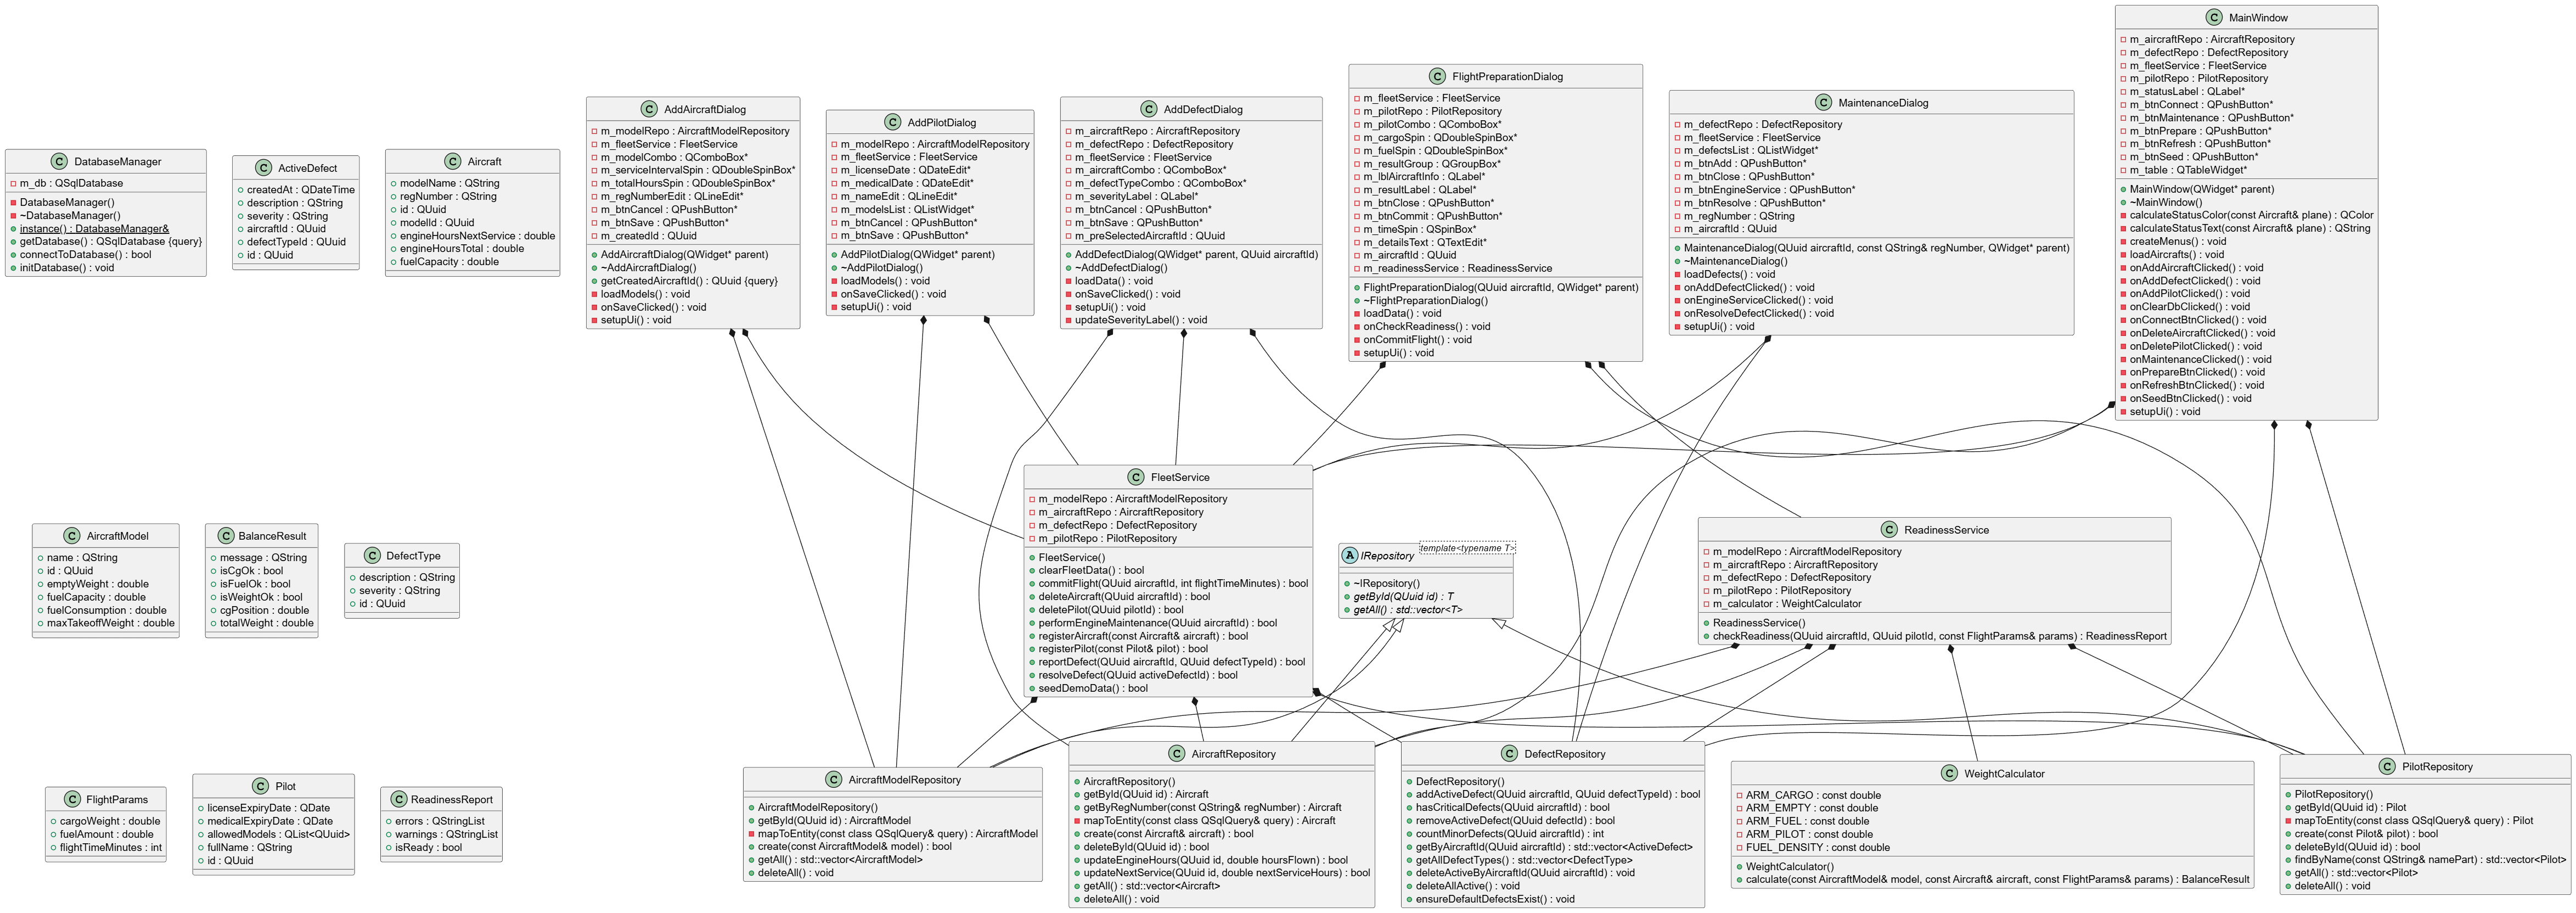 C DatabaseManager
m_db : QSqlDatabase
DatabaseManager()
~DatabaseManager()
instance() : DatabaseManager&
getDatabase() : QSqlDatabase {query}
connectToDatabase() : bool
initDatabase() : void
C ActiveDefect
createdAt : QDateTime
description : QString
severity : QString
aircraftId : QUuid
defectTypeId : QUuid
id : QUuid
C Aircraft
modelName : QString
regNumber : QString
id : QUuid
modelId : QUuid
engineHoursNextService : double
engineHoursTotal : double
fuelCapacity : double
C AddAircraftDialog
m_modelRepo : AircraftModelRepository
m_fleetService : FleetService
m_modelCombo : QComboBox*
m_serviceIntervalSpin : QDoubleSpinBox*
m_totalHoursSpin : QDoubleSpinBox*
m_regNumberEdit : QLineEdit*
m_btnCancel : QPushButton*
m_btnSave : QPushButton*
m_createdId : QUuid
AddAircraftDialog(QWidget* parent)
~AddAircraftDialog()
getCreatedAircraftId() : QUuid {query}
loadModels() : void
onSaveClicked() : void
setupUi() : void
C AddPilotDialog
m_modelRepo : AircraftModelRepository
m_fleetService : FleetService
m_licenseDate : QDateEdit*
m_medicalDate : QDateEdit*
m_nameEdit : QLineEdit*
m_modelsList : QListWidget*
m_btnCancel : QPushButton*
m_btnSave : QPushButton*
AddPilotDialog(QWidget* parent)
~AddPilotDialog()
loadModels() : void
onSaveClicked() : void
setupUi() : void
C AddDefectDialog
m_aircraftRepo : AircraftRepository
m_defectRepo : DefectRepository
m_fleetService : FleetService
m_aircraftCombo : QComboBox*
m_defectTypeCombo : QComboBox*
m_severityLabel : QLabel*
m_btnCancel : QPushButton*
m_btnSave : QPushButton*
m_preSelectedAircraftId : QUuid
AddDefectDialog(QWidget* parent, QUuid aircraftId)
~AddDefectDialog()
loadData() : void
onSaveClicked() : void
setupUi() : void
updateSeverityLabel() : void
C FlightPreparationDialog
m_fleetService : FleetService
m_pilotRepo : PilotRepository
m_pilotCombo : QComboBox*
m_cargoSpin : QDoubleSpinBox*
m_fuelSpin : QDoubleSpinBox*
m_resultGroup : QGroupBox*
m_lblAircraftInfo : QLabel*
m_resultLabel : QLabel*
m_btnClose : QPushButton*
m_btnCommit : QPushButton*
m_timeSpin : QSpinBox*
m_detailsText : QTextEdit*
m_aircraftId : QUuid
m_readinessService : ReadinessService
FlightPreparationDialog(QUuid aircraftId, QWidget* parent)
~FlightPreparationDialog()
loadData() : void
onCheckReadiness() : void
onCommitFlight() : void
setupUi() : void
C MaintenanceDialog
m_defectRepo : DefectRepository
m_fleetService : FleetService
m_defectsList : QListWidget*
m_btnAdd : QPushButton*
m_btnClose : QPushButton*
m_btnEngineService : QPushButton*
m_btnResolve : QPushButton*
m_regNumber : QString
m_aircraftId : QUuid
MaintenanceDialog(QUuid aircraftId, const QString& regNumber, QWidget* parent)
~MaintenanceDialog()
loadDefects() : void
onAddDefectClicked() : void
onEngineServiceClicked() : void
onResolveDefectClicked() : void
setupUi() : void
C MainWindow
m_aircraftRepo : AircraftRepository
m_defectRepo : DefectRepository
m_fleetService : FleetService
m_pilotRepo : PilotRepository
m_statusLabel : QLabel*
m_btnConnect : QPushButton*
m_btnMaintenance : QPushButton*
m_btnPrepare : QPushButton*
m_btnRefresh : QPushButton*
m_btnSeed : QPushButton*
m_table : QTableWidget*
MainWindow(QWidget* parent)
~MainWindow()
calculateStatusColor(const Aircraft& plane) : QColor
calculateStatusText(const Aircraft& plane) : QString
createMenus() : void
loadAircrafts() : void
onAddAircraftClicked() : void
onAddDefectClicked() : void
onAddPilotClicked() : void
onClearDbClicked() : void
onConnectBtnClicked() : void
onDeleteAircraftClicked() : void
onDeletePilotClicked() : void
onMaintenanceClicked() : void
onPrepareBtnClicked() : void
onRefreshBtnClicked() : void
onSeedBtnClicked() : void
setupUi() : void
C AircraftModel
name : QString
id : QUuid
emptyWeight : double
fuelCapacity : double
fuelConsumption : double
maxTakeoffWeight : double
C BalanceResult
message : QString
isCgOk : bool
isFuelOk : bool
isWeightOk : bool
cgPosition : double
totalWeight : double
C DefectType
description : QString
severity : QString
id : QUuid
C FleetService
m_modelRepo : AircraftModelRepository
m_aircraftRepo : AircraftRepository
m_defectRepo : DefectRepository
m_pilotRepo : PilotRepository
FleetService()
clearFleetData() : bool
commitFlight(QUuid aircraftId, int flightTimeMinutes) : bool
deleteAircraft(QUuid aircraftId) : bool
deletePilot(QUuid pilotId) : bool
performEngineMaintenance(QUuid aircraftId) : bool
registerAircraft(const Aircraft& aircraft) : bool
registerPilot(const Pilot& pilot) : bool
reportDefect(QUuid aircraftId, QUuid defectTypeId) : bool
resolveDefect(QUuid activeDefectId) : bool
seedDemoData() : bool
A IRepository
template<typename T>
~IRepository()
getById(QUuid id) : T
getAll() : std::vector<T>
C ReadinessService
m_modelRepo : AircraftModelRepository
m_aircraftRepo : AircraftRepository
m_defectRepo : DefectRepository
m_pilotRepo : PilotRepository
m_calculator : WeightCalculator
ReadinessService()
checkReadiness(QUuid aircraftId, QUuid pilotId, const FlightParams& params) : ReadinessReport
C FlightParams
cargoWeight : double
fuelAmount : double
flightTimeMinutes : int
C Pilot
licenseExpiryDate : QDate
medicalExpiryDate : QDate
allowedModels : QList<QUuid>
fullName : QString
id : QUuid
C ReadinessReport
errors : QStringList
warnings : QStringList
isReady : bool
C AircraftModelRepository
AircraftModelRepository()
getById(QUuid id) : AircraftModel
mapToEntity(const class QSqlQuery& query) : AircraftModel
create(const AircraftModel& model) : bool
getAll() : std::vector<AircraftModel>
deleteAll() : void
C AircraftRepository
AircraftRepository()
getById(QUuid id) : Aircraft
getByRegNumber(const QString& regNumber) : Aircraft
mapToEntity(const class QSqlQuery& query) : Aircraft
create(const Aircraft& aircraft) : bool
deleteById(QUuid id) : bool
updateEngineHours(QUuid id, double hoursFlown) : bool
updateNextService(QUuid id, double nextServiceHours) : bool
getAll() : std::vector<Aircraft>
deleteAll() : void
C DefectRepository
DefectRepository()
addActiveDefect(QUuid aircraftId, QUuid defectTypeId) : bool
hasCriticalDefects(QUuid aircraftId) : bool
removeActiveDefect(QUuid defectId) : bool
countMinorDefects(QUuid aircraftId) : int
getByAircraftId(QUuid aircraftId) : std::vector<ActiveDefect>
getAllDefectTypes() : std::vector<DefectType>
deleteActiveByAircraftId(QUuid aircraftId) : void
deleteAllActive() : void
ensureDefaultDefectsExist() : void
C WeightCalculator
ARM_CARGO : const double
ARM_EMPTY : const double
ARM_FUEL : const double
ARM_PILOT : const double
FUEL_DENSITY : const double
WeightCalculator()
calculate(const AircraftModel& model, const Aircraft& aircraft, const FlightParams& params) : BalanceResult
C PilotRepository
PilotRepository()
getById(QUuid id) : Pilot
mapToEntity(const class QSqlQuery& query) : Pilot
create(const Pilot& pilot) : bool
deleteById(QUuid id) : bool
findByName(const QString& namePart) : std::vector<Pilot>
getAll() : std::vector<Pilot>
deleteAll() : void